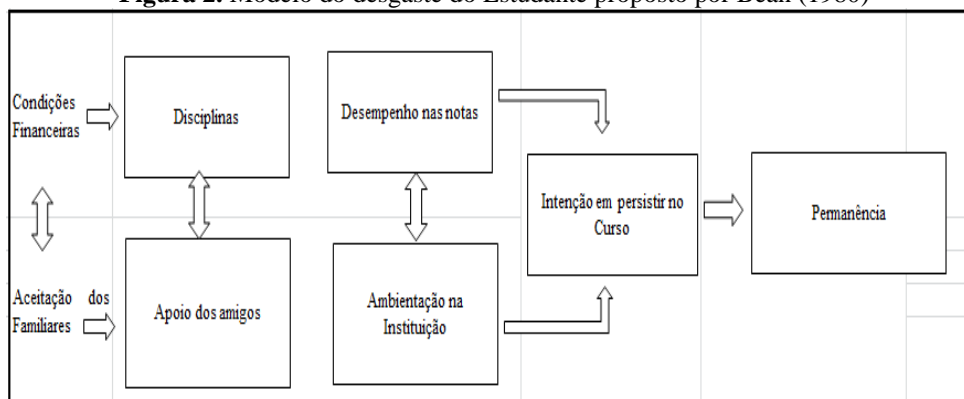 Figura 2. Modelo do desgaste do Estudante proposto por Bean (1980)
Condições
Financeiras
Disciplinas
Desempenho nas notas
Intenção em persistir no
Curso
Permanência
Aceitação dos
Familiares
Apoio dos amigos
Ambientação na
Instituição